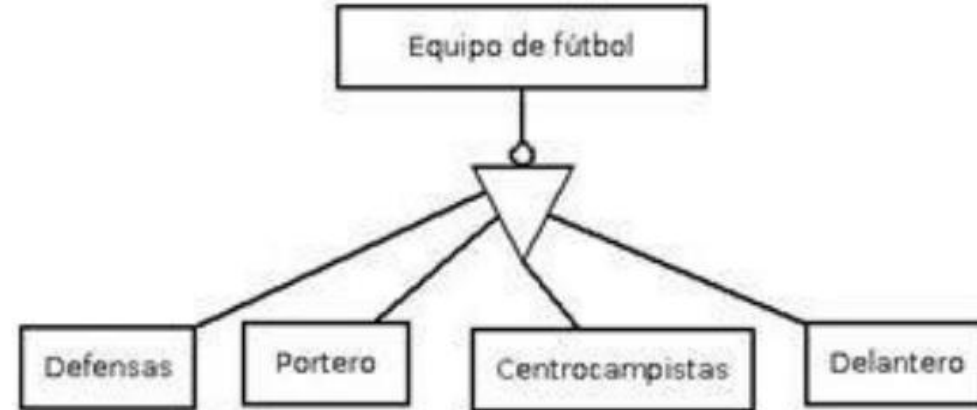 Equipo de fútbol
Defensas
Portero
Centrocampistas
Delantero